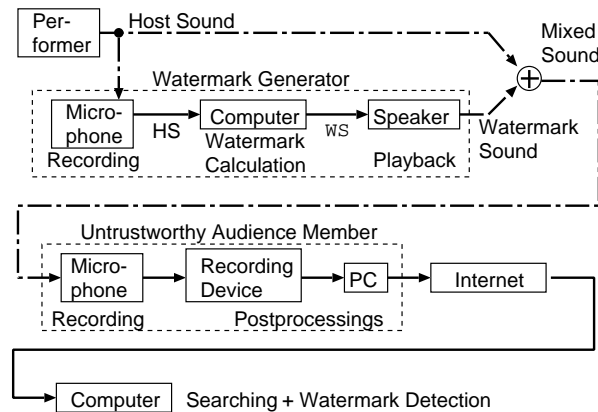 Per-
former
Host Sound
Mixed
Sound
Watermark Generator
Micro-
phone
HS
Computer
WS
Speaker
Watermark
Sound
Recording
Watermark
Calculation
Playback
Untrustworthy Audience Member
Micro-
phone
Recording
Device
PC
Internet
Recording
Postprocessings
Computer
Searching + Watermark Detection